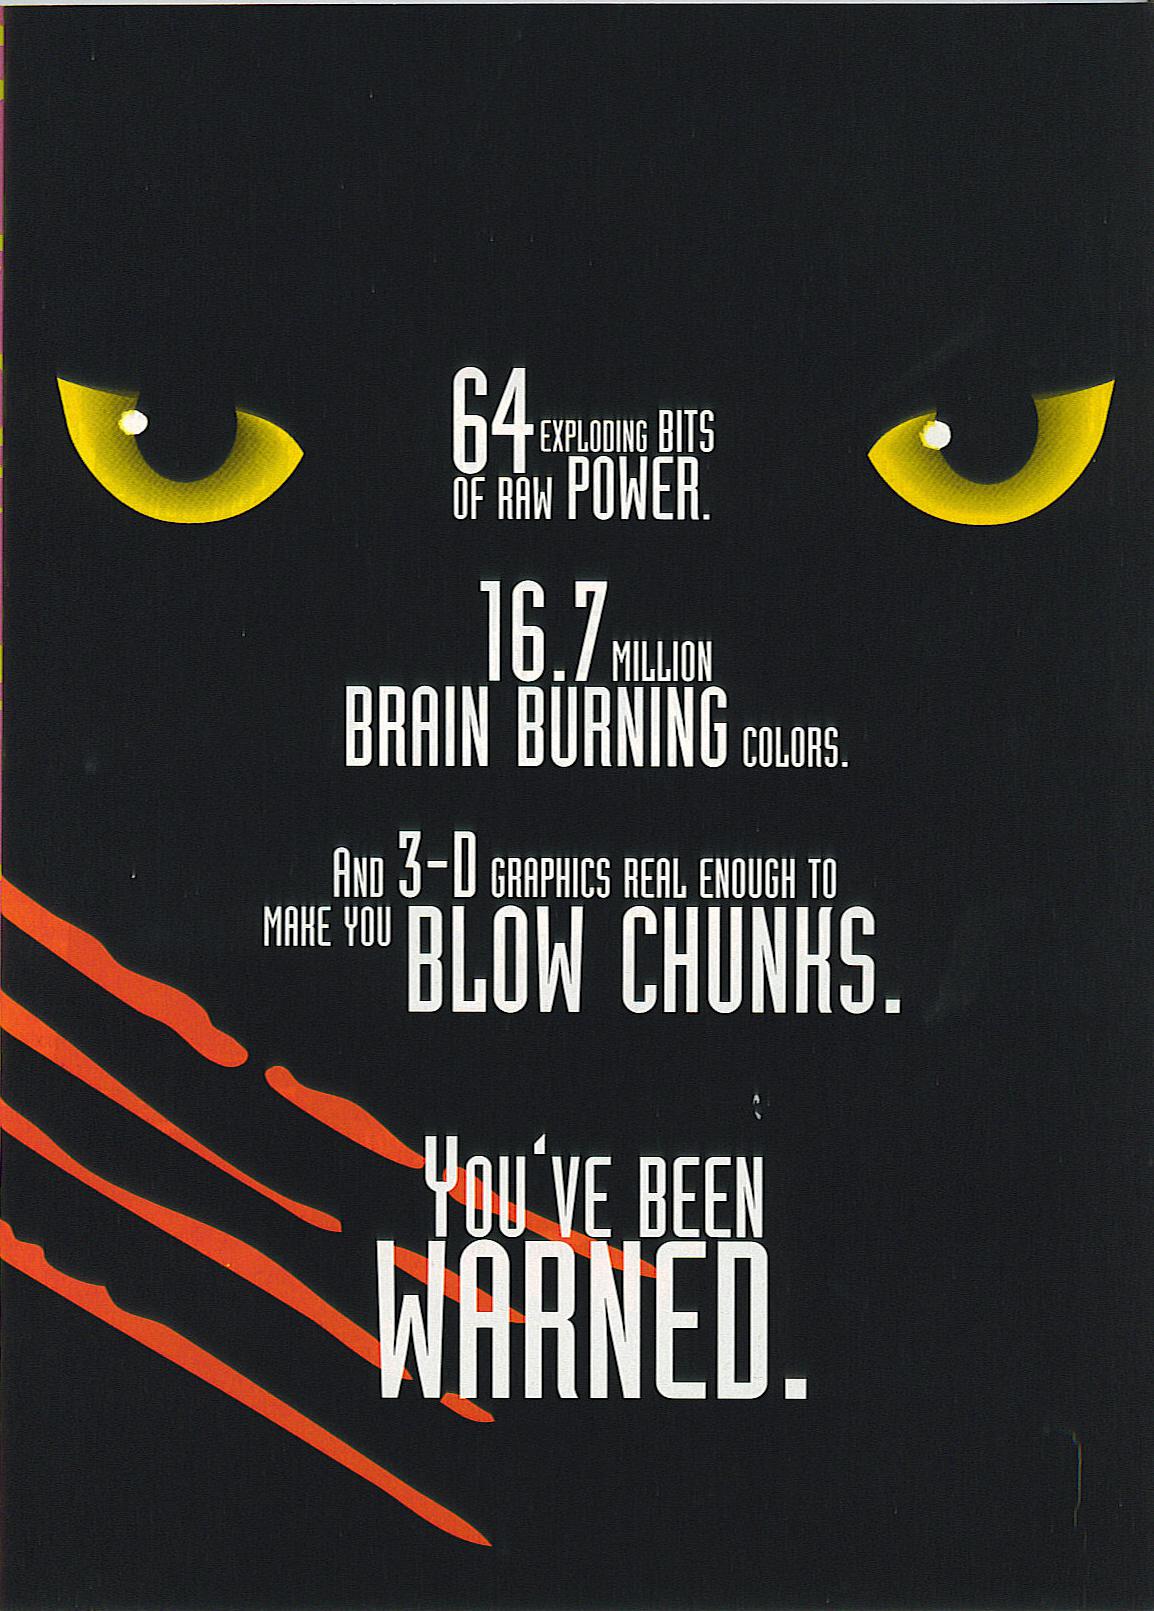 64 EXPLODING BITS
OF RAW POWER.
16.7 MILLION
BRAIN BURNING COLORS.
AND 3-D GRAPHICS REAL ENOUGH TO
MAKE YOU BLOW CHUNKS.
YOU‘VE BEEN
WARNED.